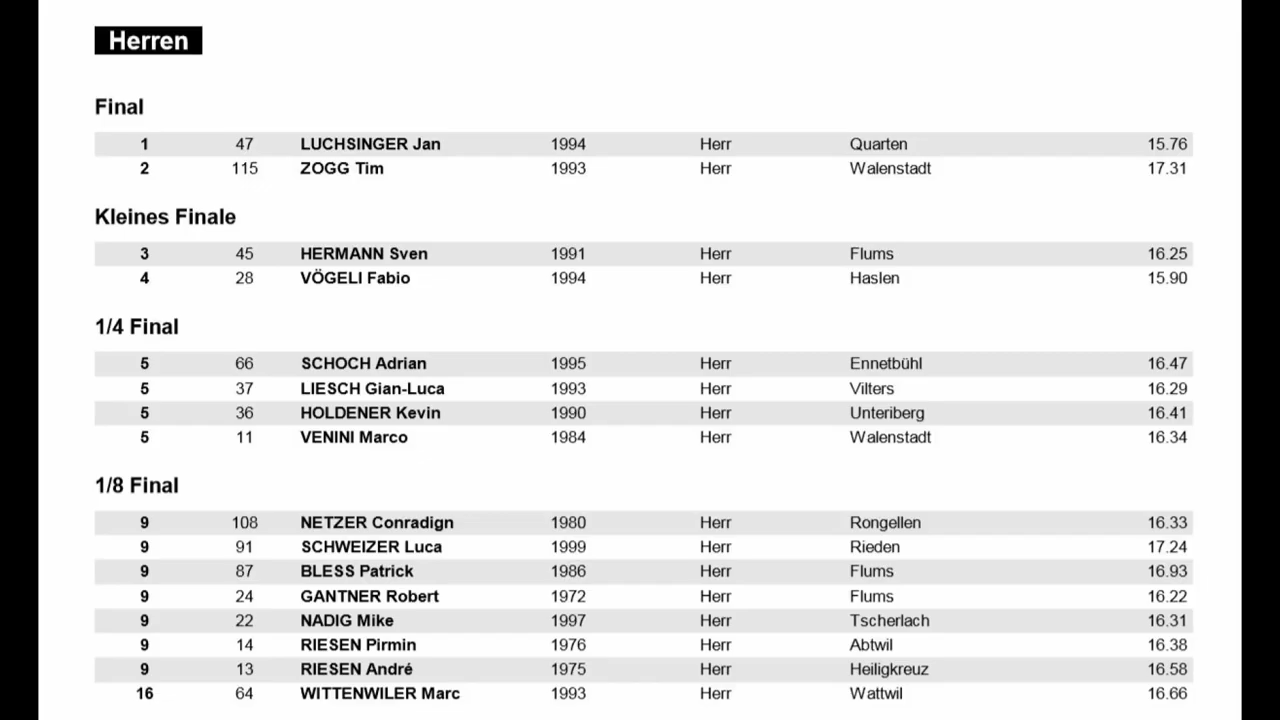 Herren
Final
1 47 LUCHSINGER Jan 1994 Herr Quarten 15.76
2 115 ZOGG Tim 1993 Herr Walenstadt 17.31
Kleines Finale
3 45 HERMANN Sven 1991 Herr Flums 16.25
4 28 VÖGELI Fabio 1994 Herr Haslen 15.90
1/4 Final
5 66 SCHOCH Adrian 1995 Herr Ennetbühl 16.47
5 37 LIESCH Gian-Luca 1993 Herr Vilters 16.29
5 36 HOLDENER Kevin 1990 Herr Unteriberg 16.41
5 11 VENINI Marco 1984 Herr Walenstadt 16.34
1/8 Final
9 108 NETZER Conradign 1980 Herr Rongellen 16.33
9 91 SCHWEIZER Luca 1999 Herr Rieden 17.24
9 87 BLESS Patrick 1986 Herr Flums 16.93
9 24 GANTNER Robert 1972 Herr Flums 16.22
9 22 NADIG Mike 1997 Herr Tscherlach 16.31
9 14 RIESEN Pirmin 1976 Herr Abtwil 16.38
9 13 RIESEN André 1975 Herr Heiligkreuz 16.58
16 64 WITTENWILER Marc 1993 Herr Wattwil 16.66